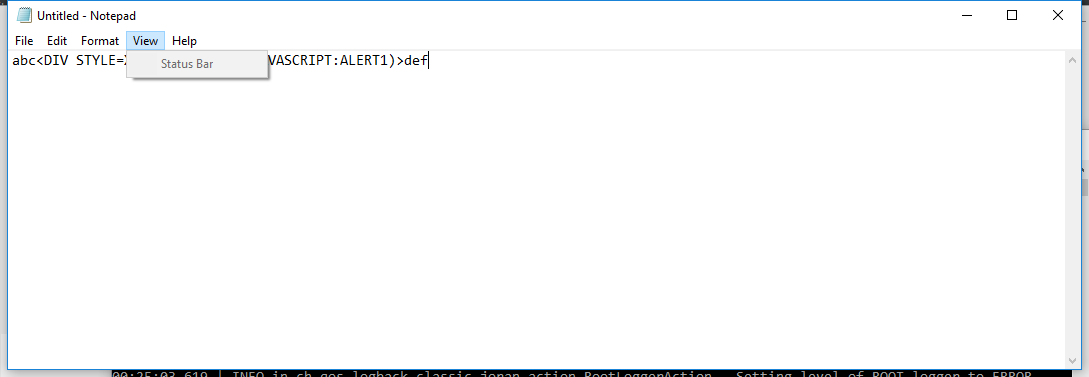 Untitled - Notepad
File Edit Format View Help
abc<DIV STYLE= VASCRIPT:ALERT1)>def
Status Bar
00:25:03.619 | INFO in ch.qos.logback.classic.joran.action.RootLoggerAction - Setting level of ROOT logger to ERROR